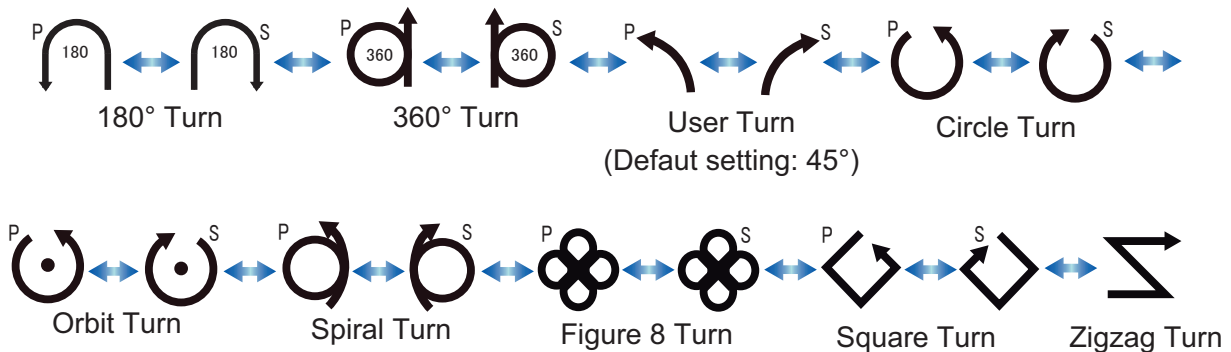 P 180 180 S P 360 360 S P S P S
180° Turn 360° Turn User Turn Circle Turn
(Defaut setting: 45°)
P S P S P S P S
Orbit Turn Spiral Turn Figure 8 Turn Square Turn Zigzag Turn